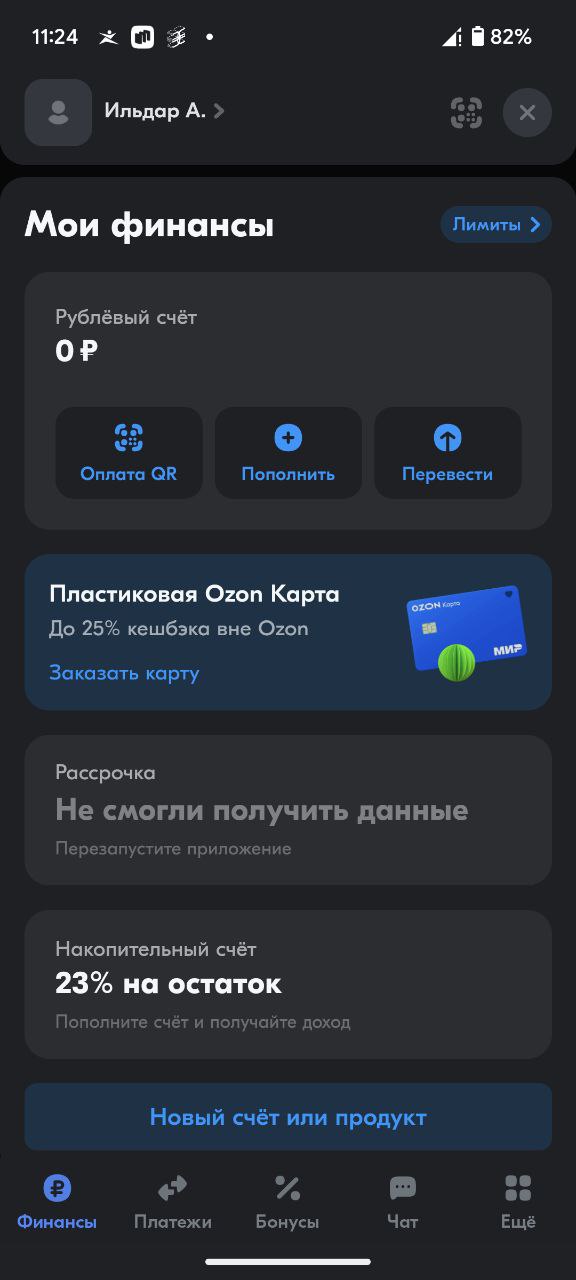 11:24
82%
Ильдар А.
Мои финансы
Лимиты
Рублёвый счёт
0 ₽
Оплата QR
Пополнить
Перевести
Пластиковая Ozon Карта
До 25% кешбэка вне Ozon
Заказать карту
OZON Карта
МИР
Рассрочка
Не смогли получить данные
Перезапустите приложение
Накопительный счёт
23% на остаток
Пополните счёт и получайте доход
Новый счёт или продукт
Финансы
Платежи
Бонусы
Чат
Ещё